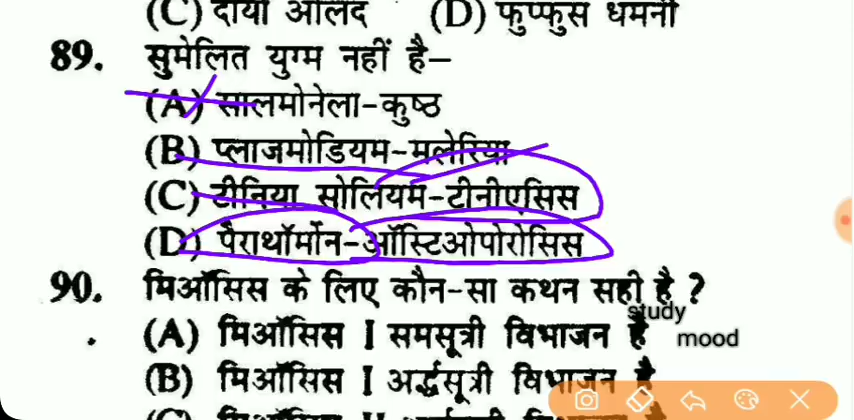 (C) दायाँ अलिंद (D) फुप्फुस धमनी
89. सुमेलित युग्म नहीं है–
(A) सालमोनेला-कुष्ठ
(B) प्लाजमोडियम-मलेरिया
(C) टीनिया सोलियम-टीनीएसिस
(D) पैराथॉर्मोन-ऑस्टिओपोरोसिस
90. मिऑसिस के लिए कौन-सा कथन सही है ?
(A) मिऑसिस I समसूत्री विभाजन है
study
mood
(B) मिऑसिस I अर्द्धसूत्री विभाजन है